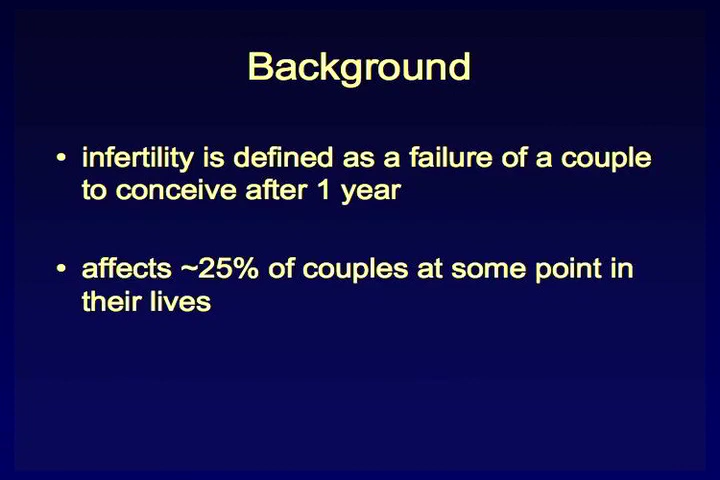 Background
• infertility is defined as a failure of a couple
to conceive after 1 year
• affects ~25% of couples at some point in
their lives